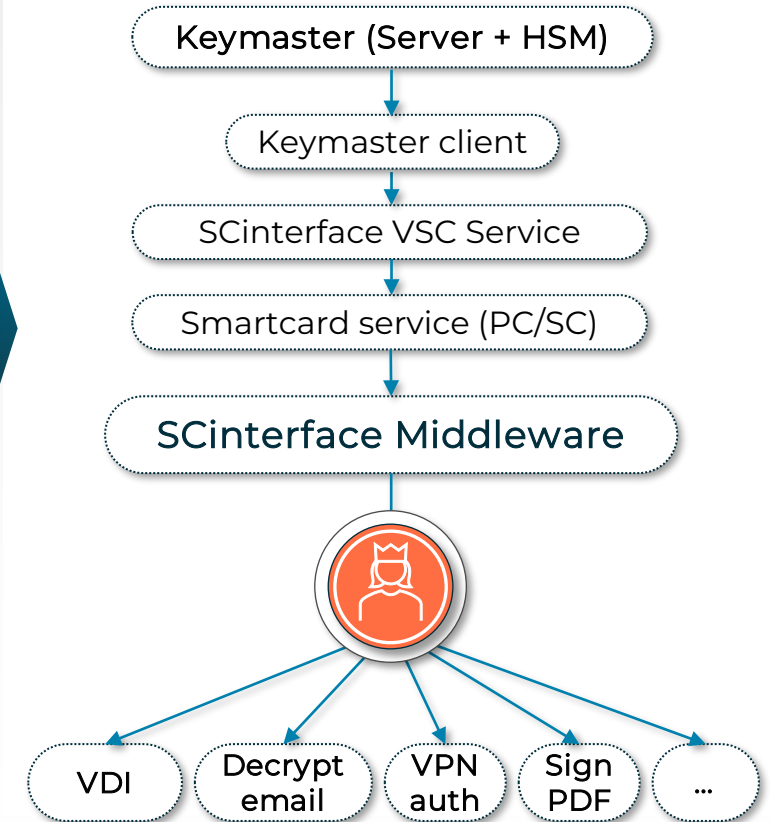 Keymaster (Server + HSM)
Keymaster client
SCinterface VSC Service
Smartcard service (PC/SC)
SCinterface Middleware
VDI
Decrypt
email
VPN
auth
Sign
PDF
...